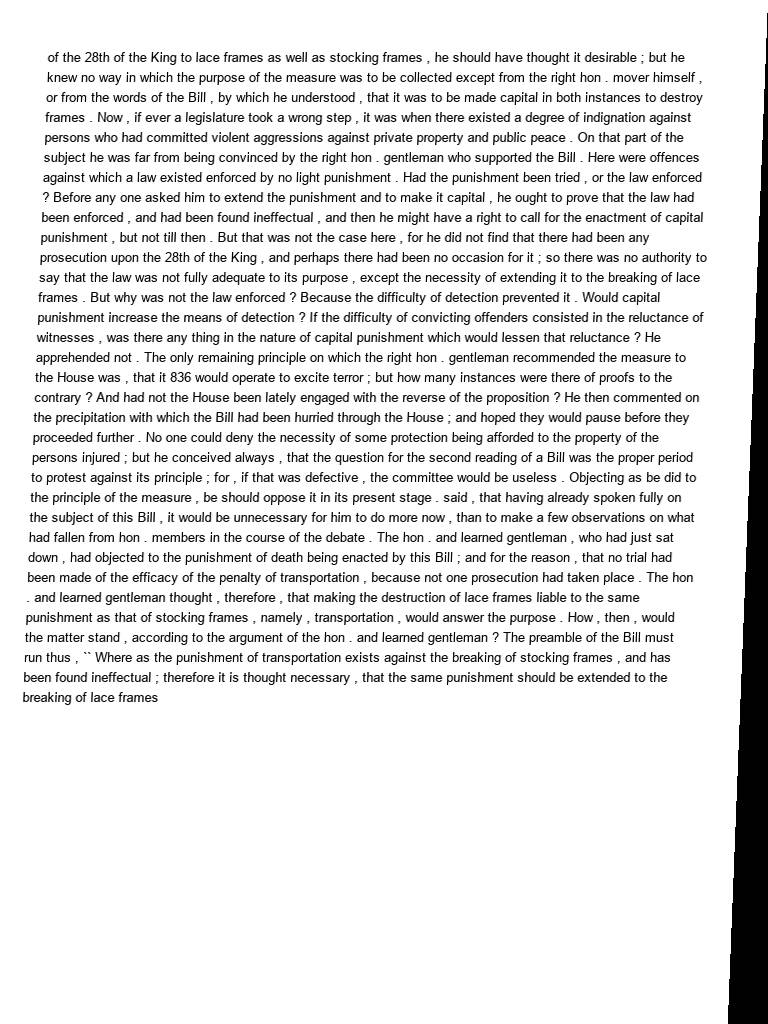 of the 28th of the King to lace frames as well as stocking frames , he should have thought it desirable ; but he
knew no way in which the purpose of the measure was to be collected except from the right hon . mover himself ,
or from the words of the Bill , by which he understood , that it was to be made capital in both instances to destroy
frames . Now , if ever a legislature took a wrong step , it was when there existed a degree of indignation against
persons who had committed violent aggressions against private property and public peace . On that part of the
subject he was far from being convinced by the right hon . gentleman who supported the Bill . Here were offences
against which a law existed enforced by no light punishment . Had the punishment been tried , or the law enforced
? Before any one asked him to extend the punishment and to make it capital , he ought to prove that the law had
been enforced , and had been found ineffectual , and then he might have a right to call for the enactment of capital
punishment , but not till then . But that was not the case here , for he did not find that there had been any
prosecution upon the 28th of the King , and perhaps there had been no occasion for it ; so there was no authority to
say that the law was not fully adequate to its purpose , except the necessity of extending it to the breaking of lace
frames . But why was not the law enforced ? Because the difficulty of detection prevented it . Would capital
punishment increase the means of detection ? If the difficulty of convicting offenders consisted in the reluctance of
witnesses , was there any thing in the nature of capital punishment which would lessen that reluctance ? He
apprehended not . The only remaining principle on which the right hon . gentleman recommended the measure to
the House was , that it 836 would operate to excite terror ; but how many instances were there of proofs to the
contrary ? And had not the House been lately engaged with the reverse of the proposition ? He then commented on
the precipitation with which the Bill had been hurried through the House ; and hoped they would pause before they
proceeded further . No one could deny the necessity of some protection being afforded to the property of the
persons injured ; but he conceived always , that the question for the second reading of a Bill was the proper period
to protest against its principle ; for , if that was defective , the committee would be useless . Objecting as be did to
the principle of the measure , be should oppose it in its present stage . said , that having already spoken fully on
the subject of this Bill , it would be unnecessary for him to do more now , than to make a few observations on what
had fallen from hon . members in the course of the debate . The hon . and learned gentleman , who had just sat
down , had objected to the punishment of death being enacted by this Bill ; and for the reason , that no trial had
been made of the efficacy of the penalty of transportation , because not one prosecution had taken place . The hon
. and learned gentleman thought , therefore , that making the destruction of lace frames liable to the same
punishment as that of stocking frames , namely , transportation , would answer the purpose . How , then , would
the matter stand , according to the argument of the hon . and learned gentleman ? The preamble of the Bill must
run thus , `` Where as the punishment of transportation exists against the breaking of stocking frames , and has
been found ineffectual ; therefore it is thought necessary , that the same punishment should be extended to the
breaking of lace frames